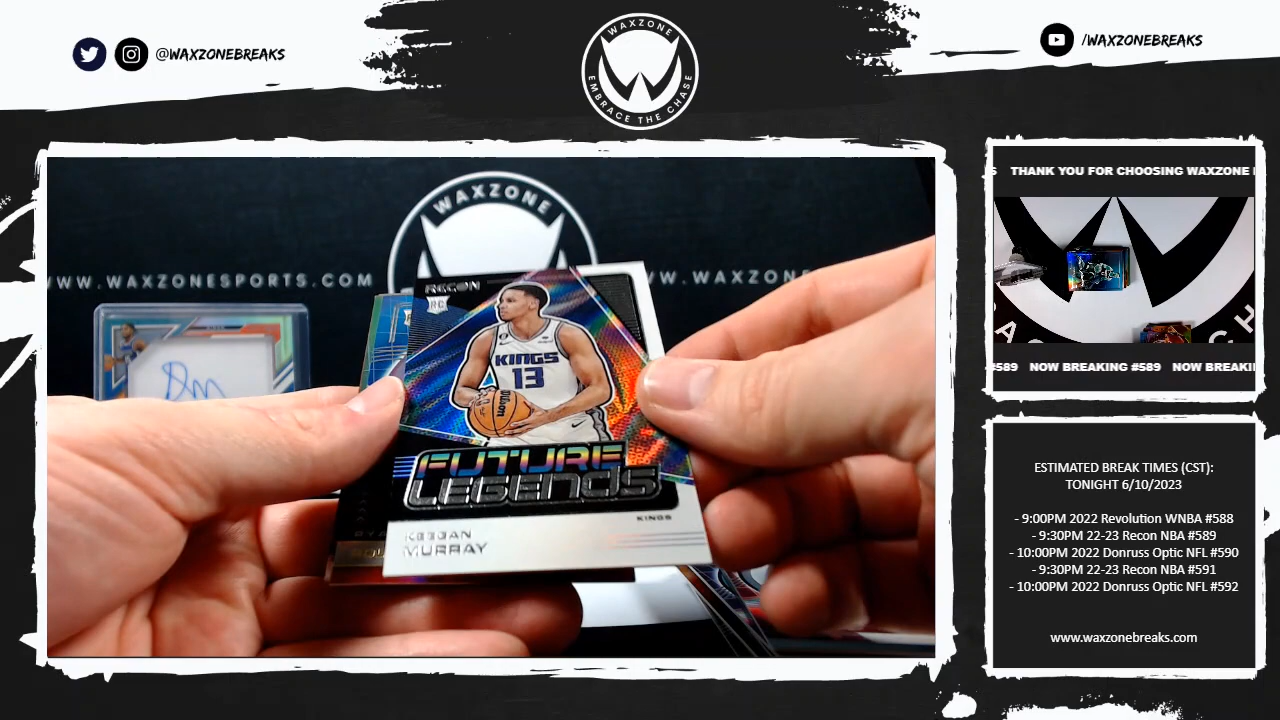 @WAXZONEBREAKS
WAXZONE
EMBRACE THE CHASE
/WAXZONEBREAKS
THANK YOU FOR CHOOSING WAXZONE
#589 NOW BREAKING #589 NOW BREAKI
WAXZONE
WWW.WAXZONESPORTS.COM
WWW.WAXZONES
RECON
RC
KINGS
13
Wilson
FUTURE
LEGENDS
KINGS
KEEGAN
MURRAY
ESTIMATED BREAK TIMES (CST):
TONIGHT 6/10/2023
- 9:00PM 2022 Revolution WNBA #588
- 9:30PM 22-23 Recon NBA #589
- 10:00PM 2022 Donruss Optic NFL #590
- 9:30PM 22-23 Recon NBA #591
- 10:00PM 2022 Donruss Optic NFL #592
www.waxzonebreaks.com